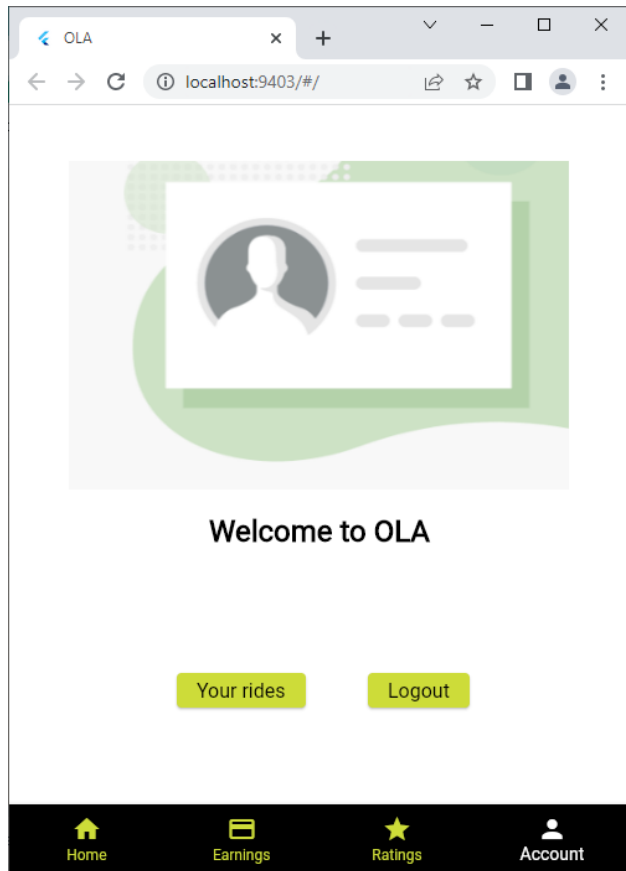 OLA
localhost:9403/#/
Welcome to OLA
Your rides Logout
Home Earnings Ratings Account